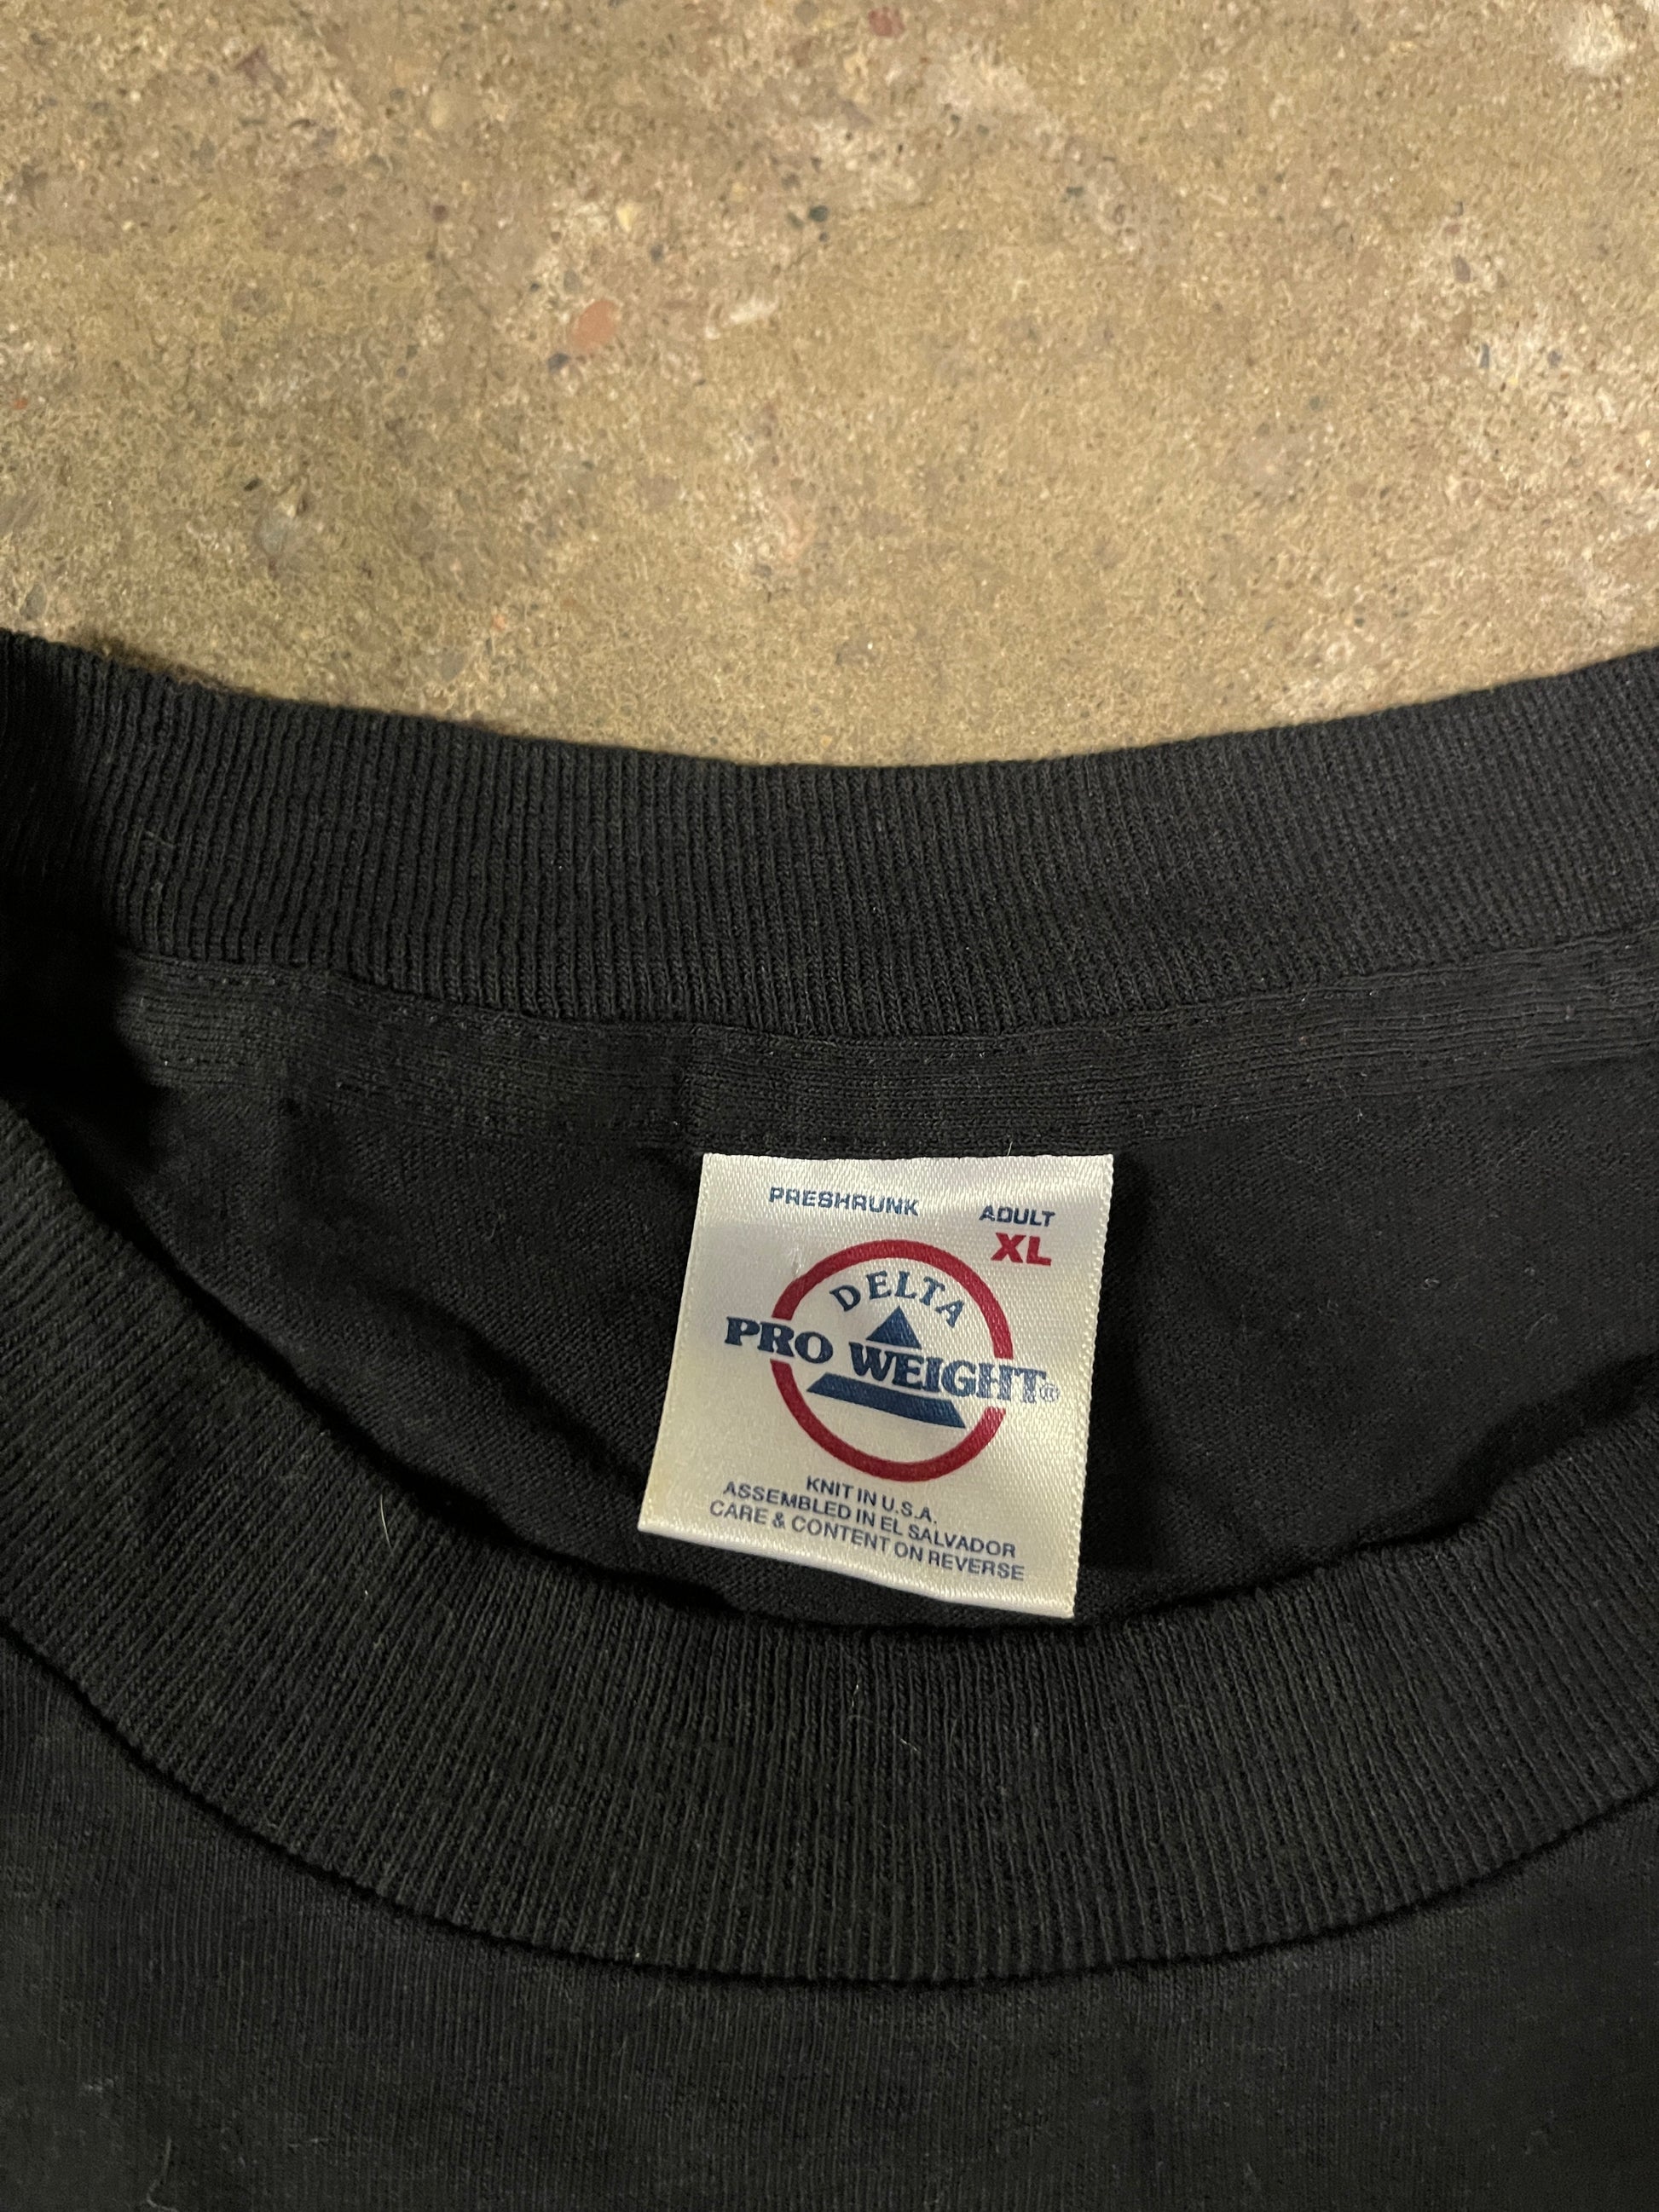 PRESHRUNK ADULT
XL
DELTA
PRO WEIGHT®
KNIT IN U.S.A.
ASSEMBLED IN EL SALVADOR
CARE & CONTENT ON REVERSE